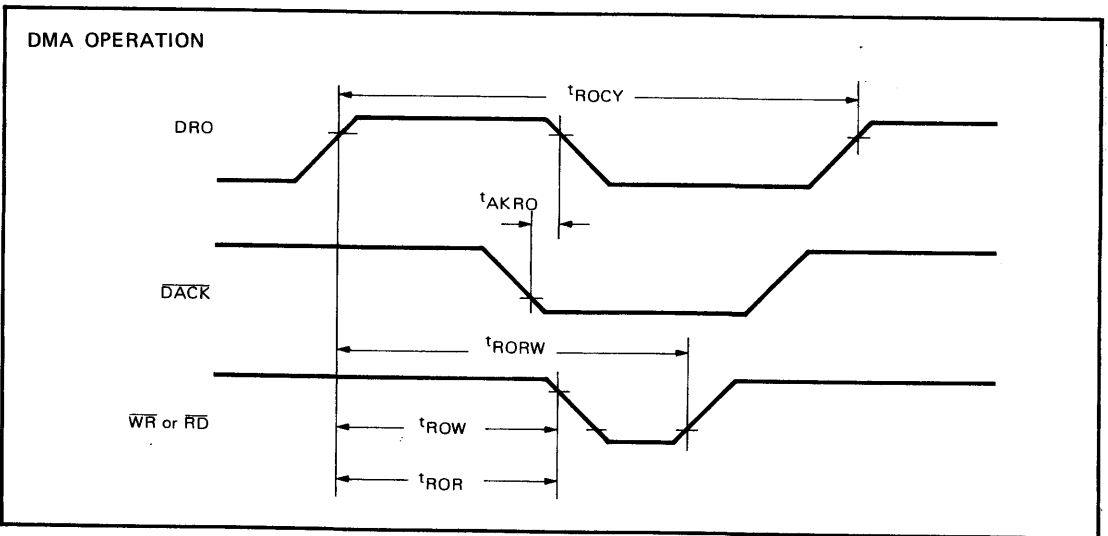 DMA OPERATION
tROCY
DRO
tAKRO
DACK
tRORW
WR or RD
tROW
tROR